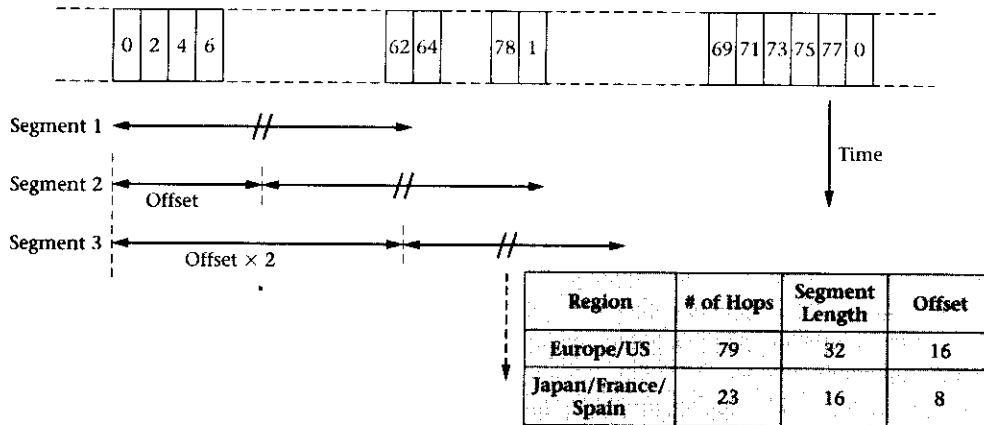 0 2 4 6 62 64 78 1 69 71 73 75 77 0
Segment 1
Time
Segment 2
Offset
Segment 3
Offset × 2
Region # of Hops Segment Length Offset
Europe/US 79 32 16
Japan/France/ Spain 23 16 8